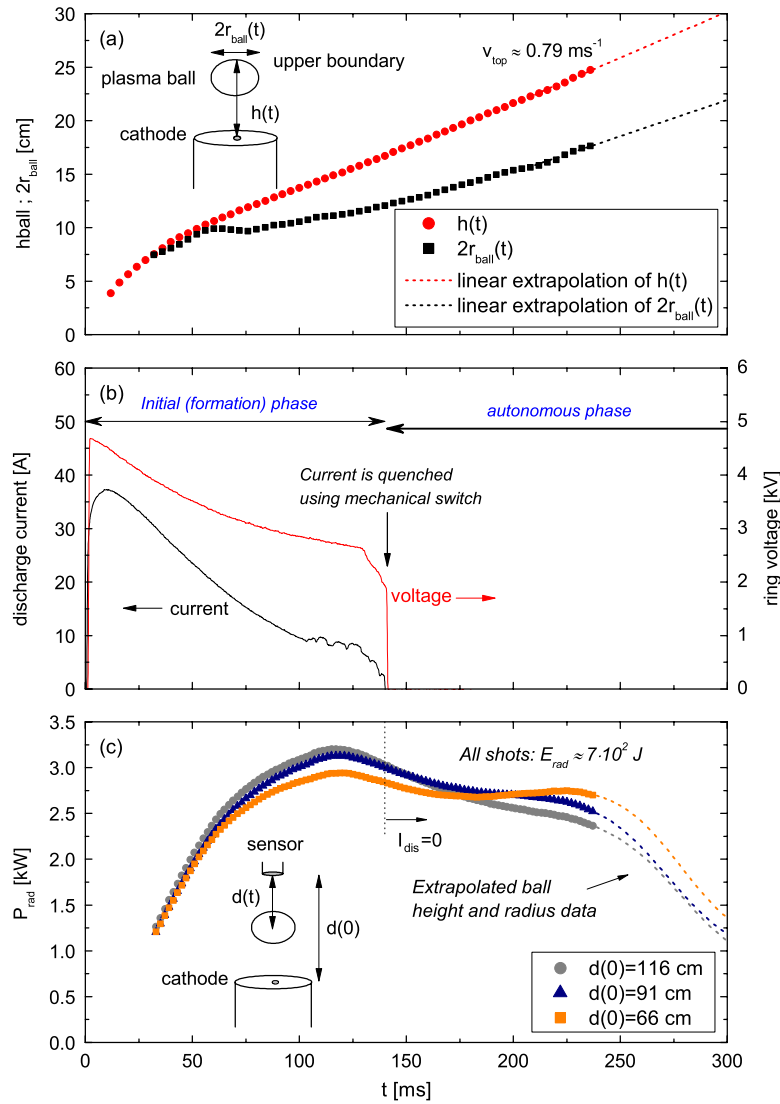 (a)
2r_ball(t)
upper boundary
plasma ball
h(t)
cathode
v_top ≈ 0.79 ms^-1
h(t)
2r_ball(t)
linear extrapolation of h(t)
linear extrapolation of 2r_ball(t)
hball ; 2r_ball [cm]
30
25
20
15
10
5
0
(b)
Initial (formation) phase
autonomous phase
Current is quenched
using mechanical switch
current
voltage
discharge current [A]
60
50
40
30
20
10
0
ring voltage [kV]
6
5
4
3
2
1
0
(c)
All shots: E_rad ≈ 7·10^2 J
I_dis=0
sensor
d(t)
d(0)
cathode
Extrapolated ball
height and radius data
d(0)=116 cm
d(0)=91 cm
d(0)=66 cm
P_rad [kW]
3.5
3.0
2.5
2.0
1.5
1.0
0.5
0.0
0 50 100 150 200 250 300
t [ms]